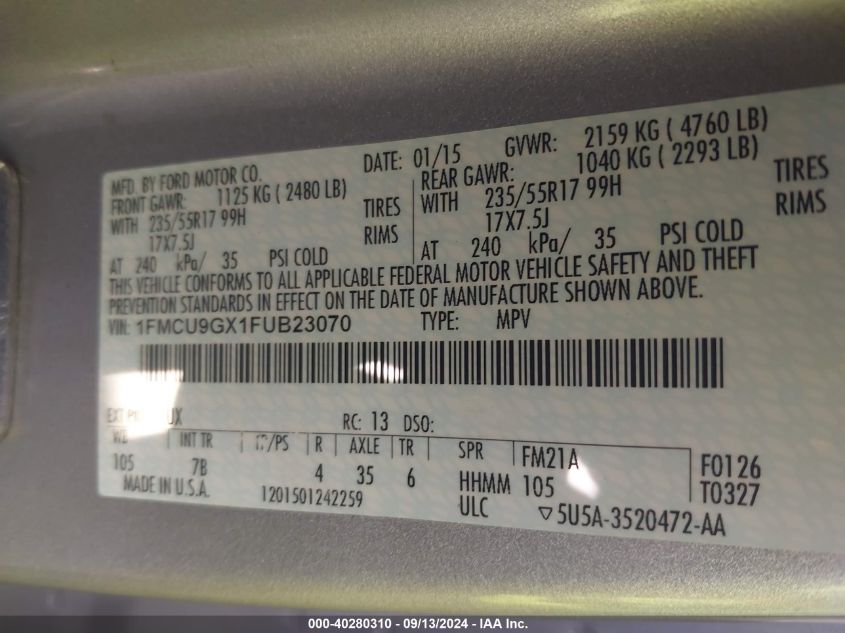 MFD. BY FORD MOTOR CO. DATE: 01/15 GVWR: 2159 KG ( 4760 LB)
FRONT GAWR: 1125 KG ( 2480 LB) REAR GAWR: 1040 KG ( 2293 LB)
WITH 235/55R17 99H TIRES WITH 235/55R17 99H TIRES
17X7.5J RIMS 17X7.5J RIMS
AT 240 kPa/ 35 PSI COLD AT 240 kPa/ 35 PSI COLD
THIS VEHICLE CONFORMS TO ALL APPLICABLE FEDERAL MOTOR VEHICLE SAFETY AND THEFT
PREVENTION STANDARDS IN EFFECT ON THE DATE OF MANUFACTURE SHOWN ABOVE.
VIN: 1FMCU9GX1FUB23070 TYPE: MPV
EXT UX RC: 13 DSO:
WB INT TR TP/PS R AXLE TR SPR FM21A F0126
105 7B 4 35 6 HHMM 105 T0327
MADE IN U.S.A. 1201501242259 ULC ▽5U5A-3520472-AA
000-40280310 - 09/13/2024 - IAA Inc.